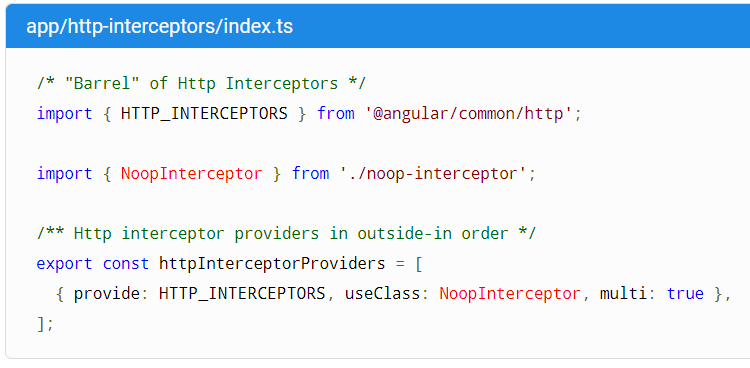 app/http-interceptors/index.ts
/* "Barrel" of Http Interceptors */
import { HTTP_INTERCEPTORS } from '@angular/common/http';
import { NoopInterceptor } from './noop-interceptor';
/** Http interceptor providers in outside-in order */
export const httpInterceptorProviders = [
  { provide: HTTP_INTERCEPTORS, useClass: NoopInterceptor, multi: true },
];